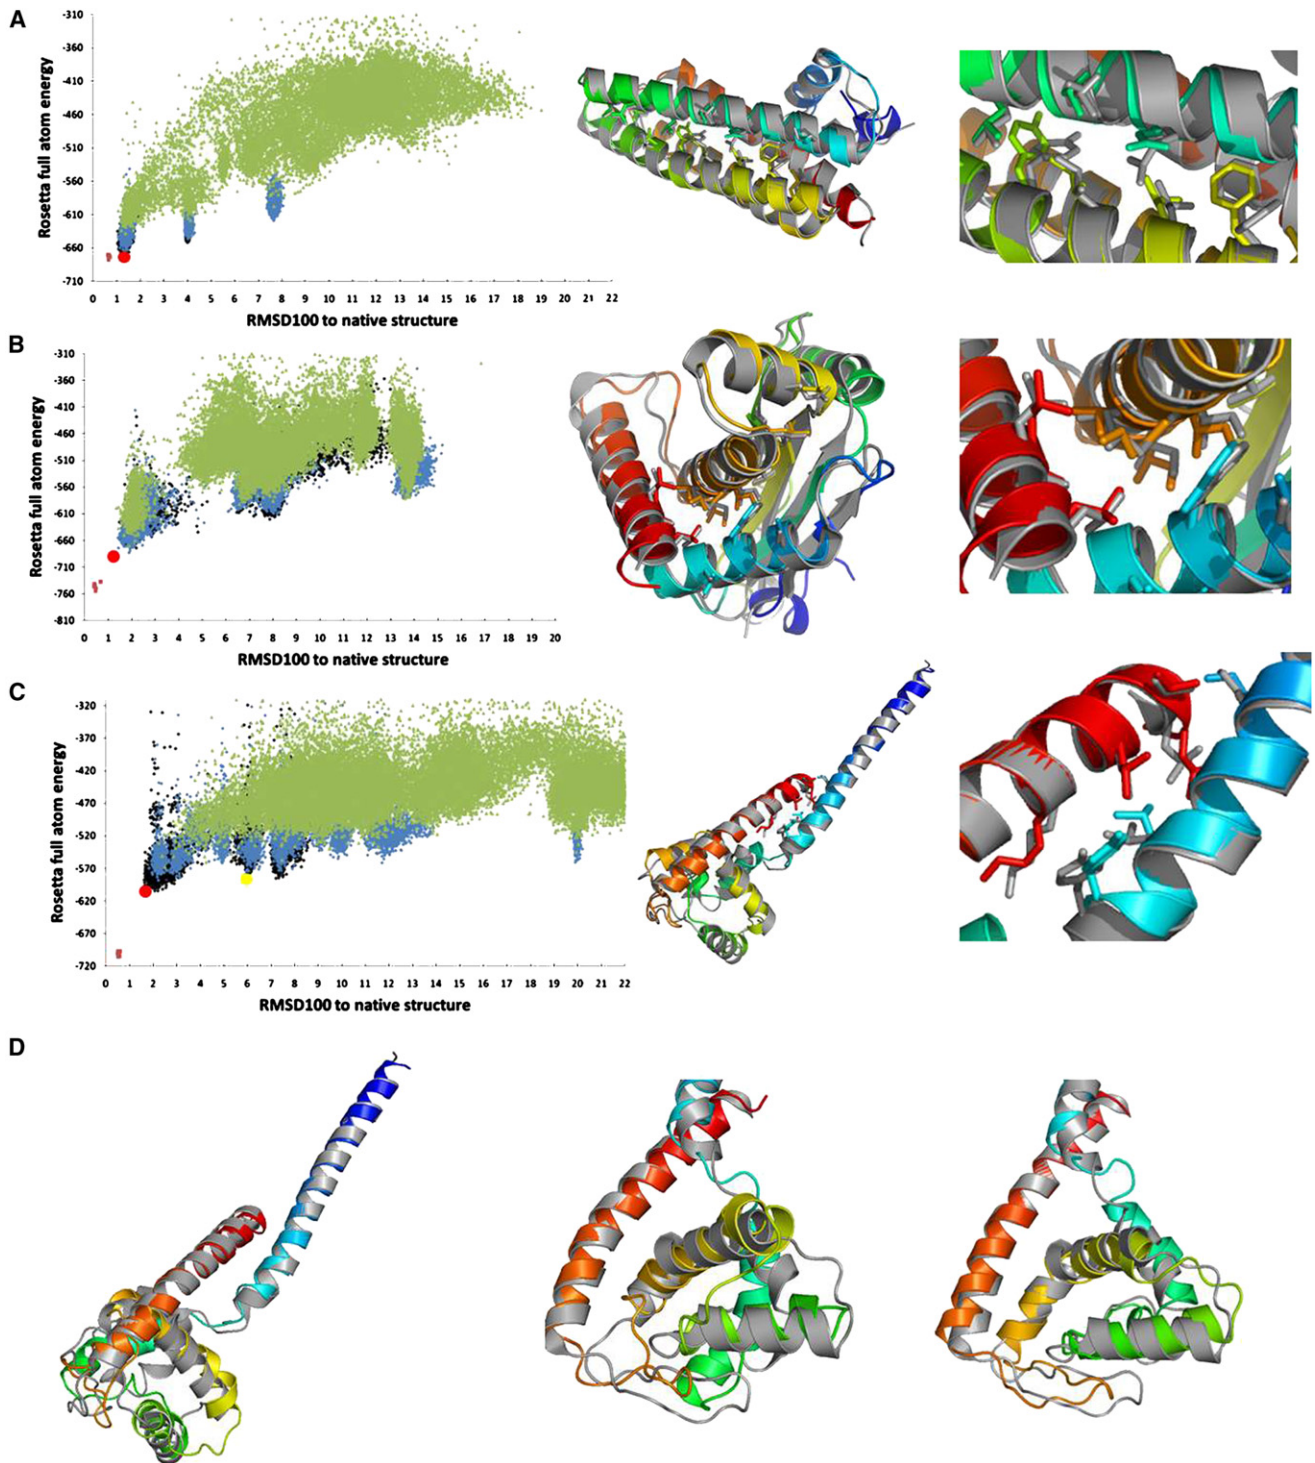 A
-310
-360
-410
-460
-510
-560
-610
-660
-710
Rosetta full atom energy
0 1 2 3 4 5 6 7 8 9 10 11 12 13 14 15 16 17 18 19 20 21 22
RMSD100 to native structure
B
-310
-360
-410
-460
-510
-560
-610
-660
-710
-760
-810
Rosetta full atom energy
0 1 2 3 4 5 6 7 8 9 10 11 12 13 14 15 16 17 18 19 20
RMSD100 to native structure
C
-320
-370
-420
-470
-520
-570
-620
-670
-720
Rosetta full atom energy
0 1 2 3 4 5 6 7 8 9 10 11 12 13 14 15 16 17 18 19 20 21 22
RMSD100 to native structure
D